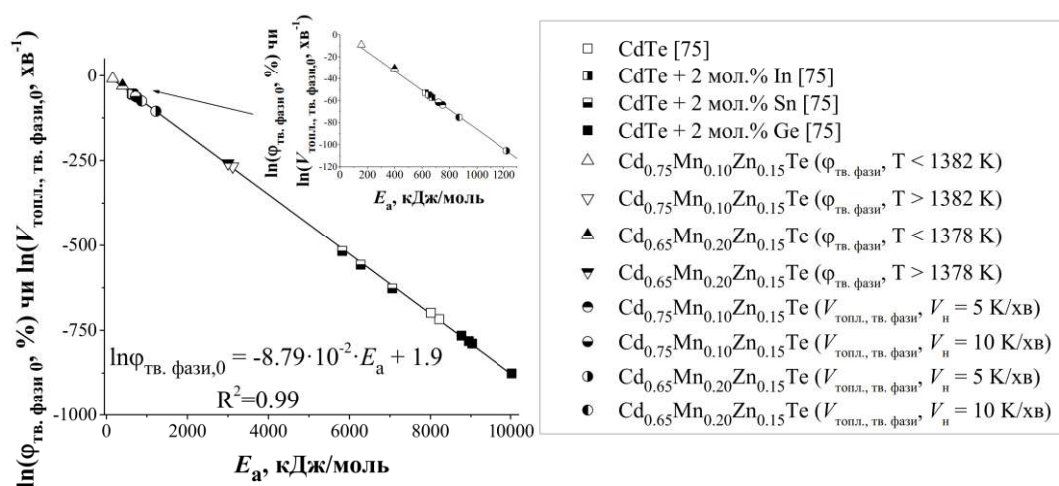 ln(φтв. фази 0, %) чи ln(Vтопл., тв. фази,0, хв-1)
0
-250
-500
-750
-1000
0 2000 4000 6000 8000 10000
Eа, кДж/моль
lnφтв. фази,0 = -8.79·10-2·Eа + 1.9
R2=0.99
ln(φтв. фази 0, %) чи
ln(Vтопл., тв. фази,0, хв-1)
0
-20
-40
-60
-80
-100
-120
0 200 400 600 800 1000 1200
Eа, кДж/моль
CdTe [75]
CdTe + 2 мол.% In [75]
CdTe + 2 мол.% Sn [75]
CdTe + 2 мол.% Ge [75]
Cd0.75Mn0.10Zn0.15Te (φтв. фази, T < 1382 K)
Cd0.75Mn0.10Zn0.15Te (φтв. фази, T > 1382 K)
Cd0.65Mn0.20Zn0.15Te (φтв. фази, T < 1378 K)
Cd0.65Mn0.20Zn0.15Te (φтв. фази, T > 1378 K)
Cd0.75Mn0.10Zn0.15Te (Vтопл., тв. фази, Vн = 5 К/хв)
Cd0.75Mn0.10Zn0.15Te (Vтопл., тв. фази, Vн = 10 К/хв)
Cd0.65Mn0.20Zn0.15Te (Vтопл., тв. фази, Vн = 5 К/хв)
Cd0.65Mn0.20Zn0.15Te (Vтопл., тв. фази, Vн = 10 К/хв)